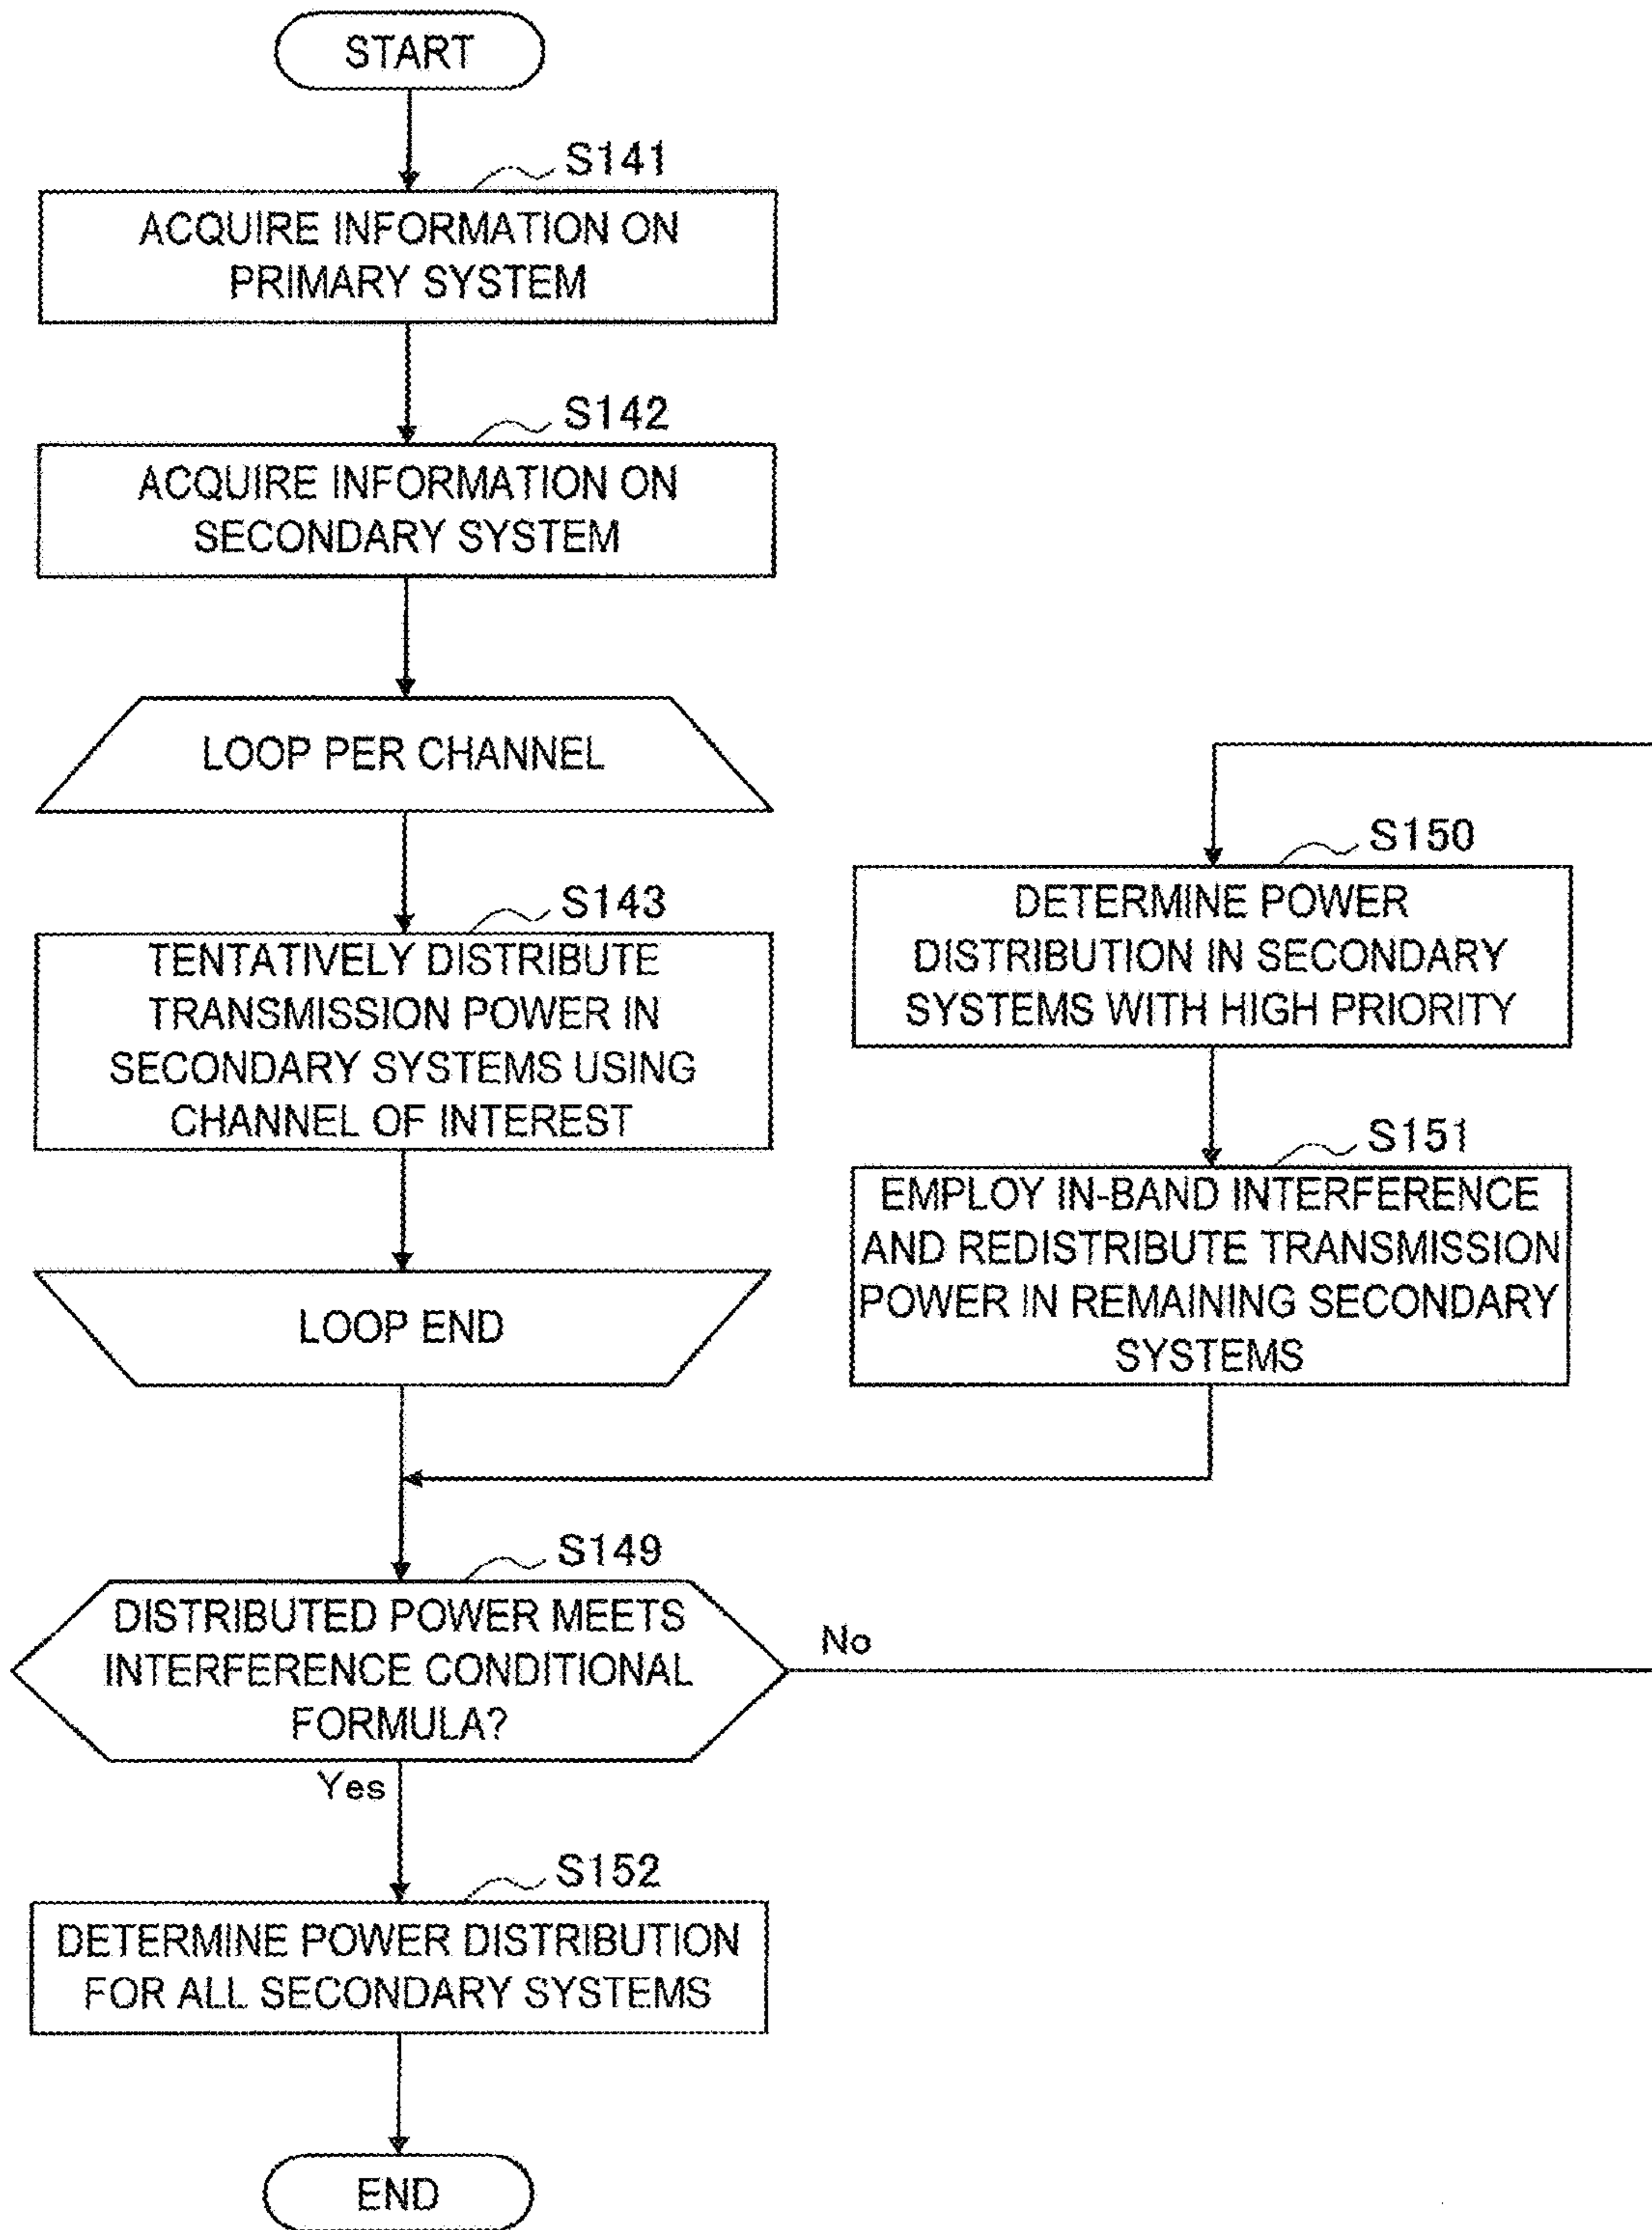 START
S141
ACQUIRE INFORMATION ON
PRIMARY SYSTEM
S142
ACQUIRE INFORMATION ON
SECONDARY SYSTEM
LOOP PER CHANNEL
S143
TENTATIVELY DISTRIBUTE
TRANSMISSION POWER IN
SECONDARY SYSTEMS USING
CHANNEL OF INTEREST
LOOP END
S150
DETERMINE POWER
DISTRIBUTION IN SECONDARY
SYSTEMS WITH HIGH PRIORITY
S151
EMPLOY IN-BAND INTERFERENCE
AND REDISTRIBUTE TRANSMISSION
POWER IN REMAINING SECONDARY
SYSTEMS
S149
DISTRIBUTED POWER MEETS
INTERFERENCE CONDITIONAL
FORMULA?
No
Yes
S152
DETERMINE POWER DISTRIBUTION
FOR ALL SECONDARY SYSTEMS
END